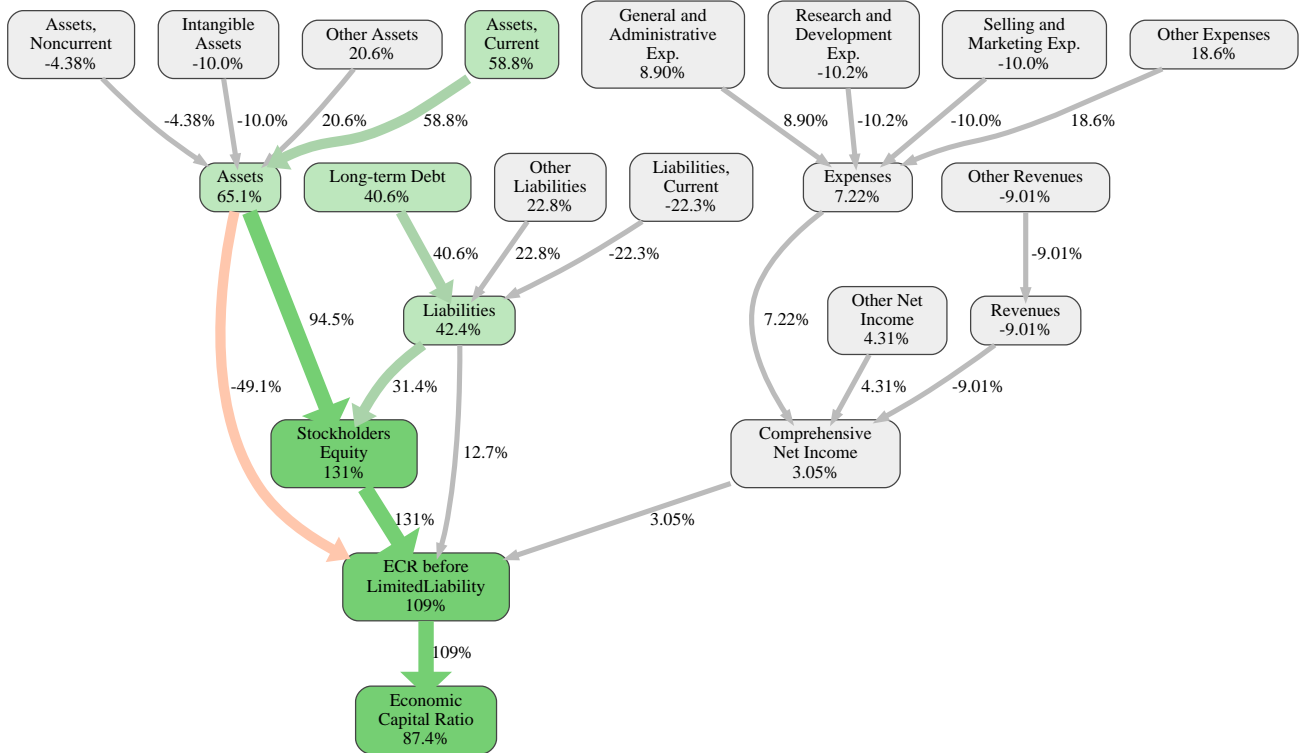 Assets,
Noncurrent
-4.38%
Intangible
Assets
-10.0%
Other Assets
20.6%
Assets,
Current
58.8%
General and
Administrative
Exp.
8.90%
Research and
Development
Exp.
-10.2%
Selling and
Marketing Exp.
-10.0%
Other Expenses
18.6%
-4.38%
-10.0%
20.6%
58.8%
8.90%
-10.2%
-10.0%
18.6%
Assets
65.1%
Long-term Debt
40.6%
Other
Liabilities
22.8%
Liabilities,
Current
-22.3%
Expenses
7.22%
Other Revenues
-9.01%
40.6%
22.8%
-22.3%
-9.01%
Liabilities
42.4%
Other Net
Income
4.31%
Revenues
-9.01%
94.5%
7.22%
-49.1%
31.4%
4.31%
-9.01%
Stockholders
Equity
131%
12.7%
Comprehensive
Net Income
3.05%
131%
3.05%
ECR before
LimitedLiability
109%
109%
Economic
Capital Ratio
87.4%